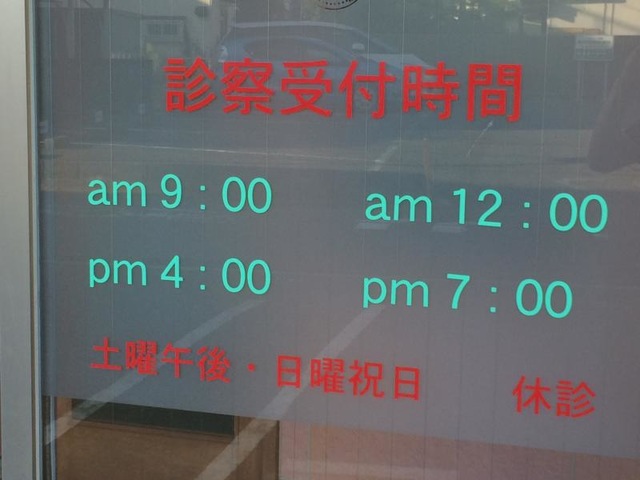 診察受付時間
am 9：00 am 12：00
pm 4：00 pm 7：00
土曜午後・日曜祝日 休診